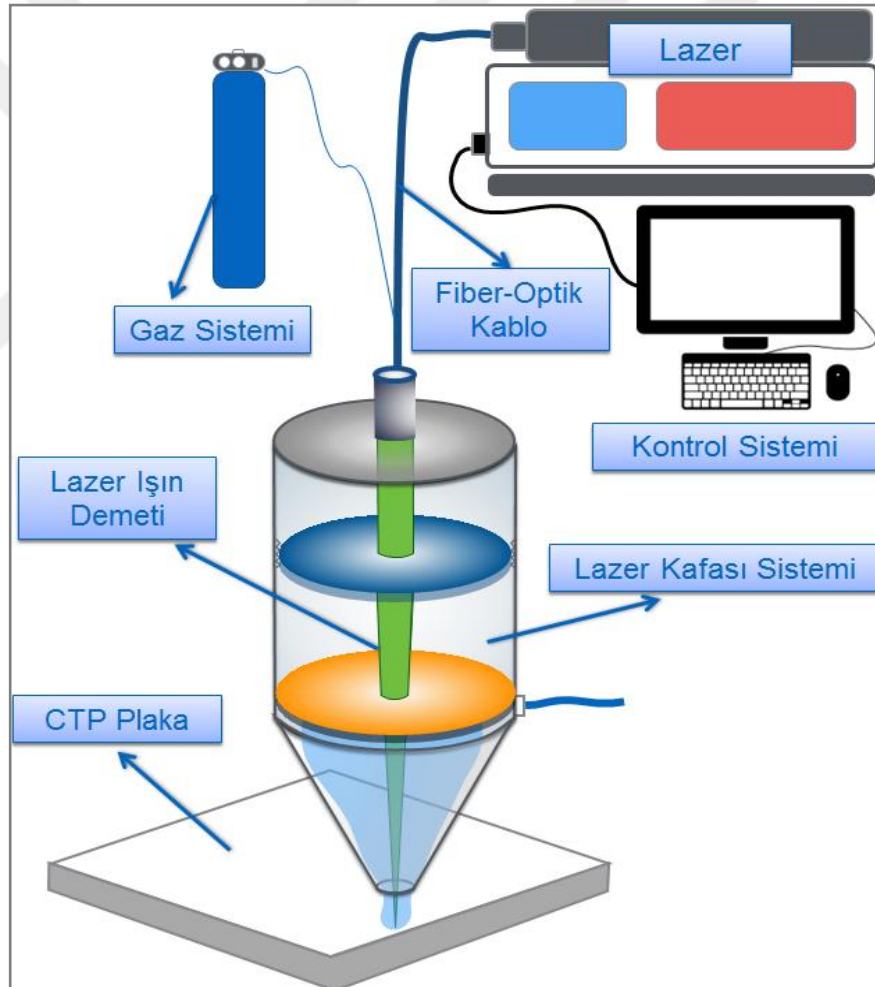 Lazer
Gaz Sistemi
Fiber-Optik
Kablo
Kontrol Sistemi
Lazer Işın
Demeti
Lazer Kafası Sistemi
CTP Plaka